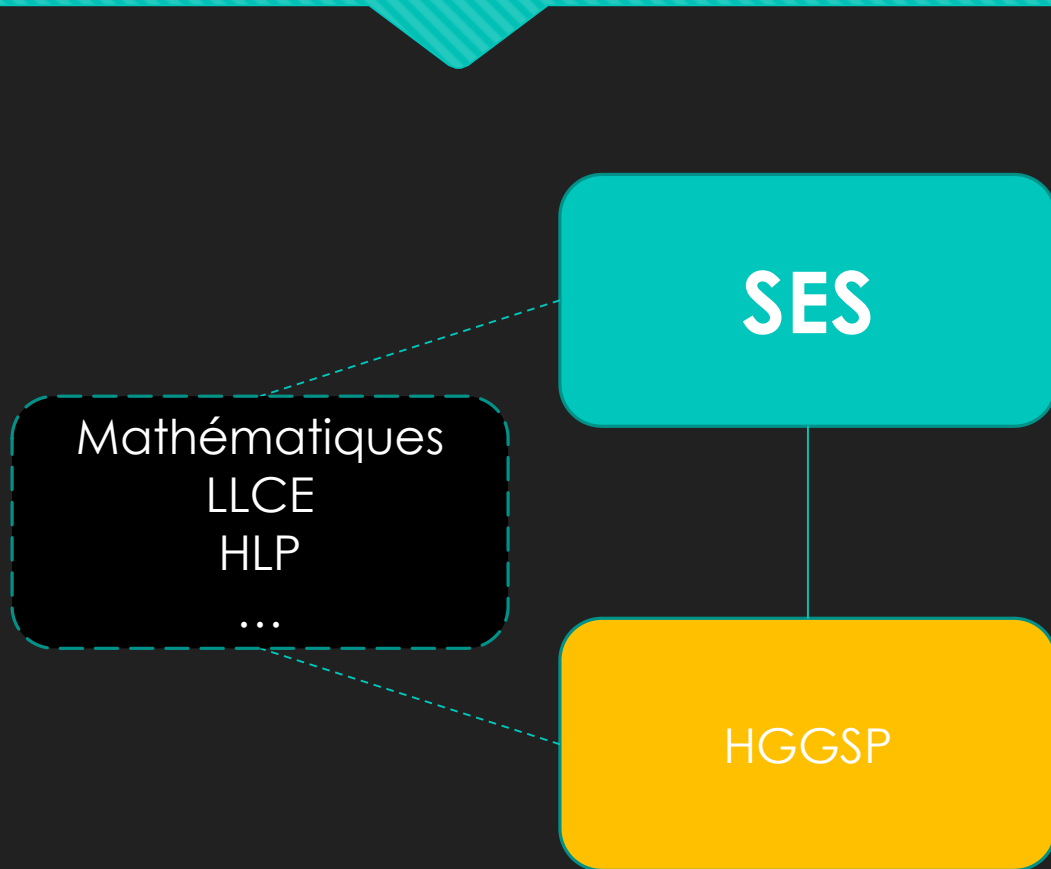 SES
Mathématiques
LLCE
HLP
…
HGGSP